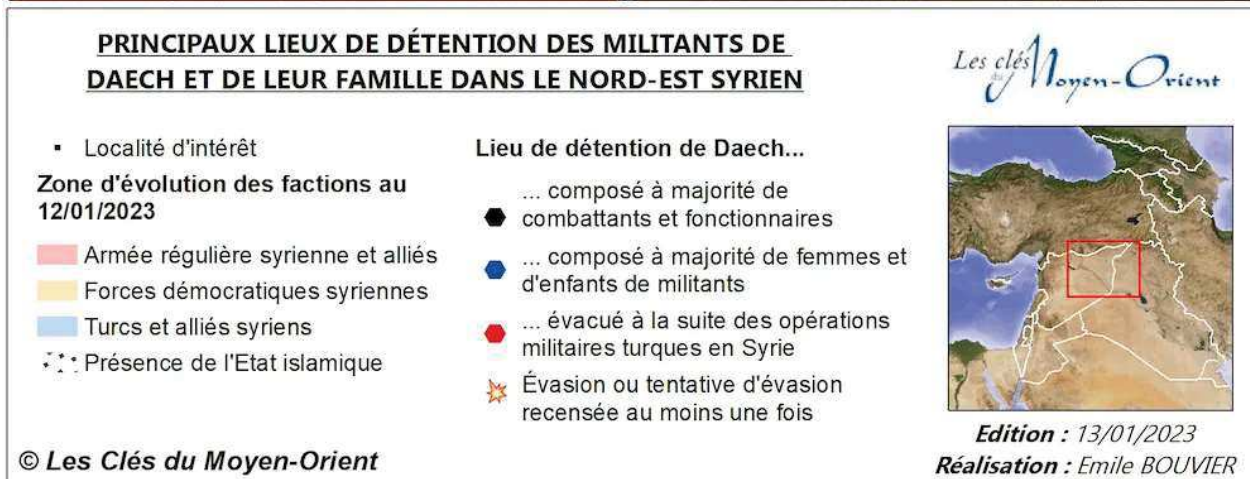 PRINCIPAUX LIEUX DE DÉTENTION DES MILITANTS DE
DAECH ET DE LEUR FAMILLE DANS LE NORD-EST SYRIEN
Localité d'intérêt
Zone d'évolution des factions au
12/01/2023
Armée régulière syrienne et alliés
Forces démocratiques syriennes
Turcs et alliés syriens
Présence de l'Etat islamique
© Les Clés du Moyen-Orient
Lieu de détention de Daech...
... composé à majorité de
combattants et fonctionnaires
... composé à majorité de femmes et
d'enfants de militants
... évacué à la suite des opérations
militaires turques en Syrie
Évasion ou tentative d'évasion
recensée au moins une fois
Les clés
du Moyen-Orient
Edition : 13/01/2023
Réalisation : Emile BOUVIER